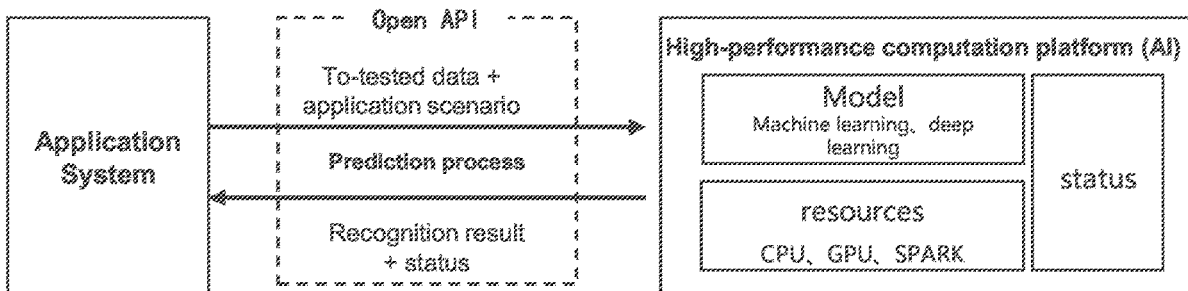 Open API
High-performance computation platform (AI)
To-tested data +
application scenario
Model
Machine learning、deep
learning
Application
System
Prediction process
status
resources
CPU、GPU、SPARK
Recognition result
+ status